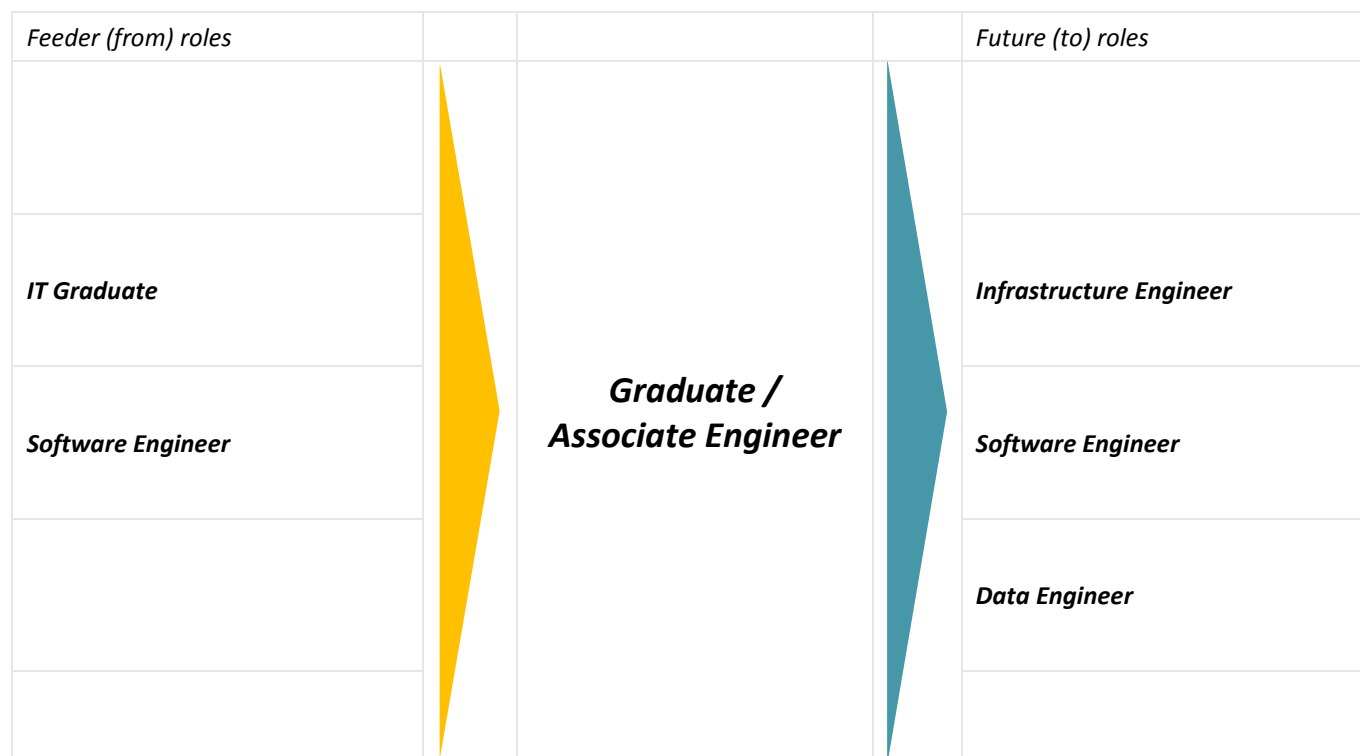 Feeder (from) roles
Future (to) roles
IT Graduate
Infrastructure Engineer
Graduate /
Associate Engineer
Software Engineer
Software Engineer
Data Engineer